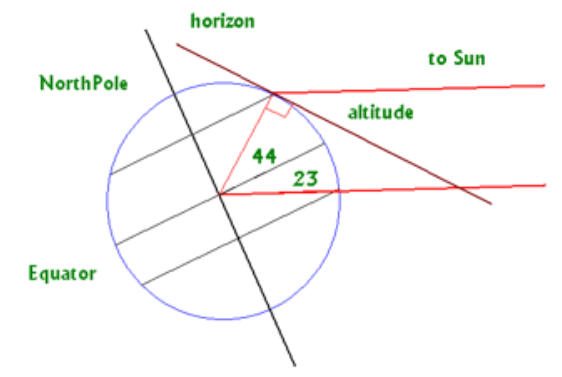 horizon
to Sun
NorthPole
altitude
44
23
Equator